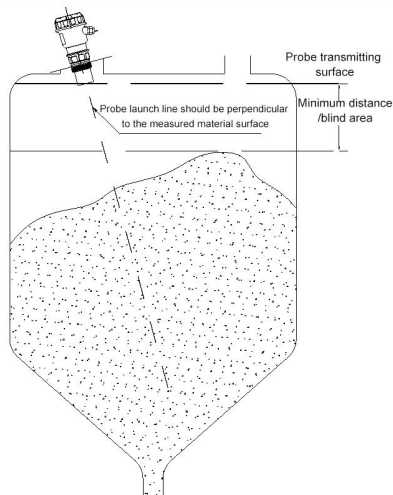 Probe transmitting
surface
Minimum distance
/blind area
Probe launch line should be perpendicular
to the measured material surface